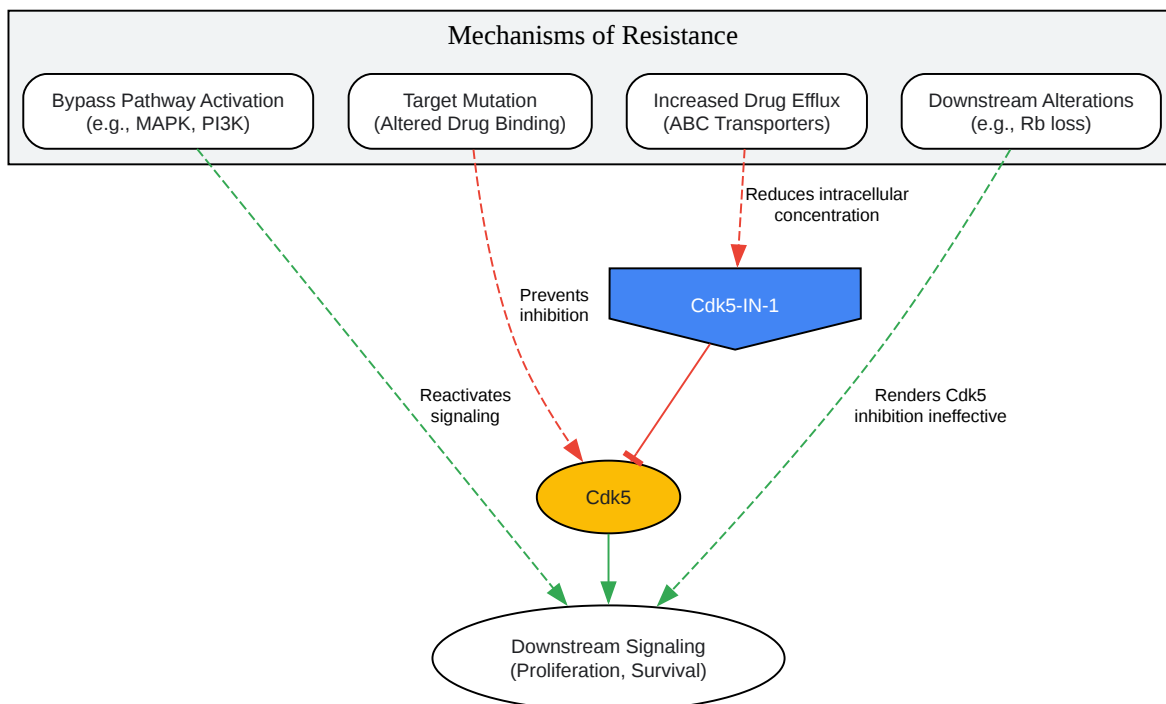 Mechanisms of Resistance
Bypass Pathway Activation
(e.g., MAPK, PI3K)
Target Mutation
(Altered Drug Binding)
Increased Drug Efflux
(ABC Transporters)
Downstream Alterations
(e.g., Rb loss)
Reduces intracellular
concentration
Prevents
inhibition
Cdk5-IN-1
Reactivates
signaling
Renders Cdk5
inhibition ineffective
Cdk5
Downstream Signaling
(Proliferation, Survival)